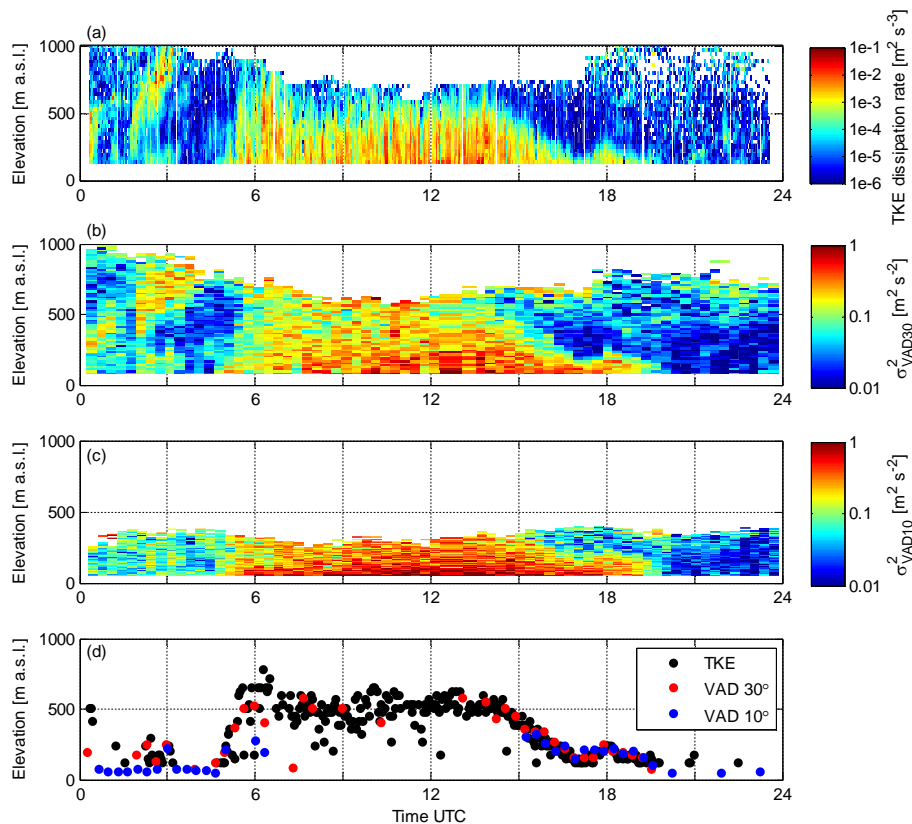 (a)
Elevation [m a.s.l.]
1000
500
0
0 6 12 18 24
1e-1
1e-2
1e-3
1e-4
1e-5
1e-6
TKE dissipation rate [m² s⁻³]
(b)
Elevation [m a.s.l.]
1000
500
0
0 6 12 18 24
1
0.1
0.01
σ²VAD30 [m² s⁻²]
(c)
Elevation [m a.s.l.]
1000
500
0
0 6 12 18 24
1
0.1
0.01
σ²VAD10 [m² s⁻²]
(d)
Elevation [m a.s.l.]
1000
500
0
0 6 12 18 24
TKE
VAD 30°
VAD 10°
Time UTC